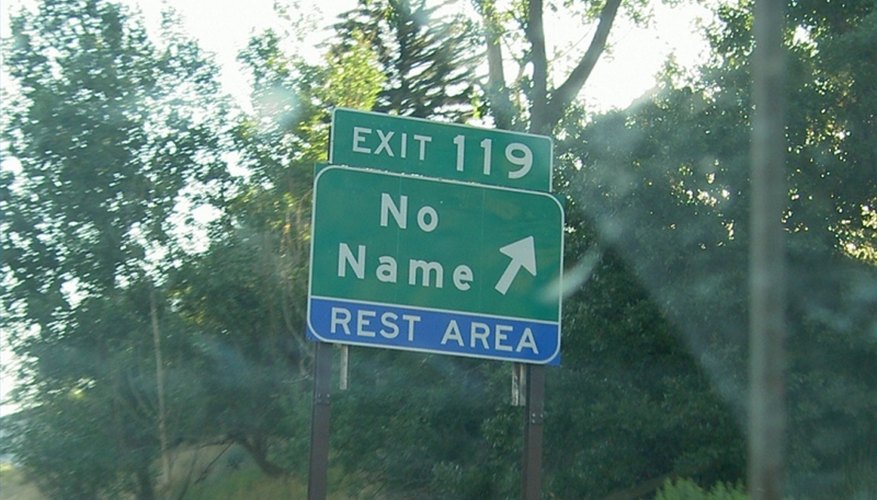 EXIT 119
No
Name
REST AREA